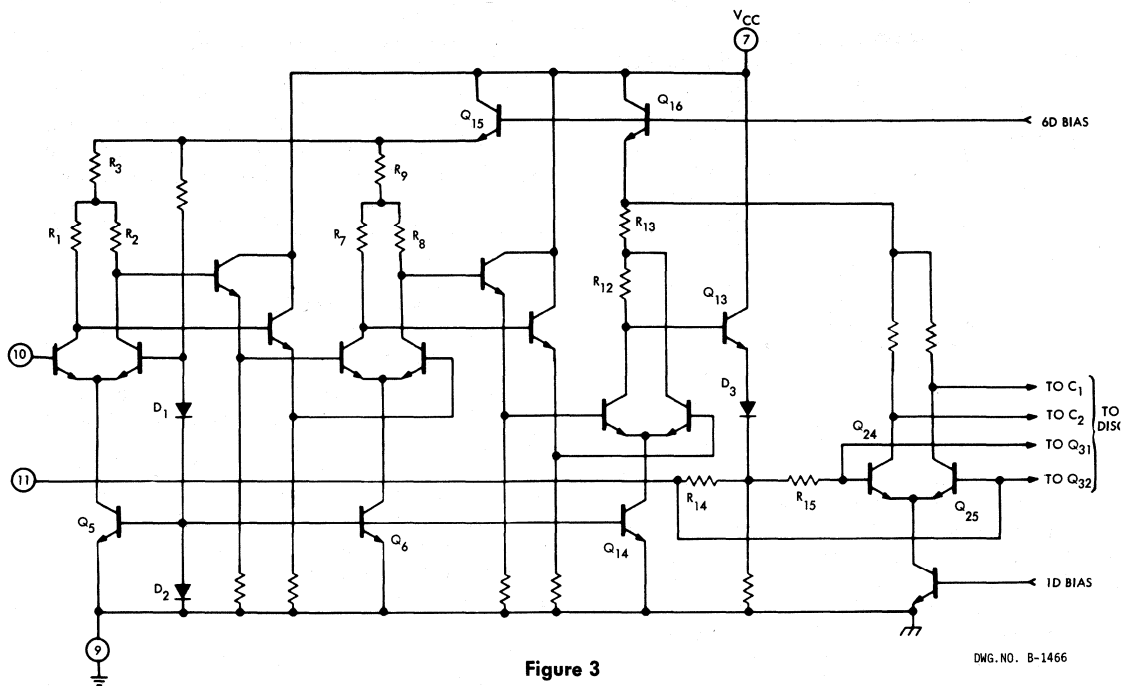 VCC
7
Q16
Q15
6D BIAS
R3
R9
R1
R2
R7
R8
R13
R12
Q13
10
D1
D3
TO C1
TO C2
TO
DISC
Q24
TO Q31
11
R14
R15
TO Q32
Q5
Q6
Q14
Q25
D2
1D BIAS
9
Figure 3
DWG.NO. B-1466